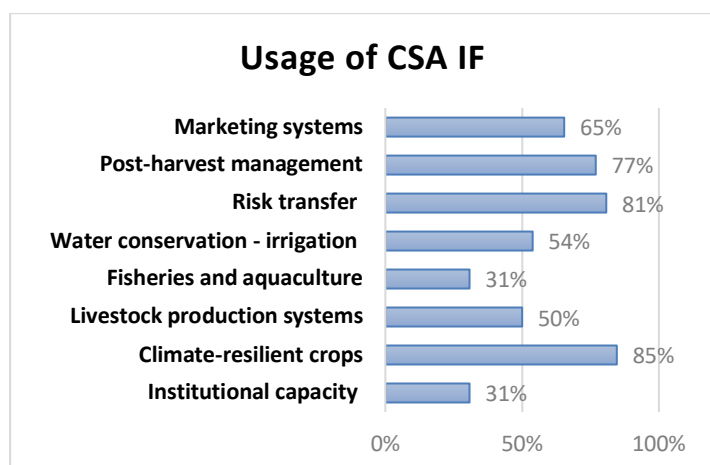 Usage of CSA IF
Marketing systems 65%
Post-harvest management 77%
Risk transfer 81%
Water conservation - irrigation 54%
Fisheries and aquaculture 31%
Livestock production systems 50%
Climate-resilient crops 85%
Institutional capacity 31%
0% 50% 100%